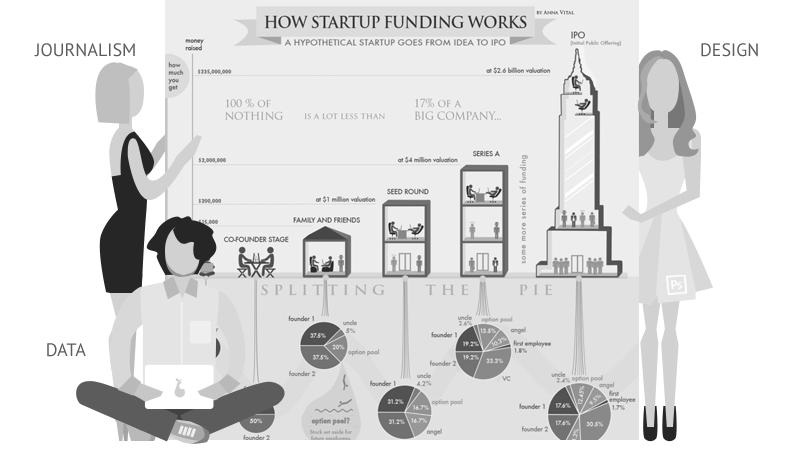 HOW STARTUP FUNDING WORKS
BY ANNA VITAL
A HYPOTHETICAL STARTUP GOES FROM IDEA TO IPO
JOURNALISM
DESIGN
DATA
money
raised
how
much
you
get
IPO
(Initial Public Offering)
$235,000,000
at $2.6 billion valuation
100 % OF
NOTHING
IS A LOT LESS THAN
17% OF A
BIG COMPANY...
SERIES A
$2,000,000
at $4 million valuation
SEED ROUND
$200,000
at $1 million valuation
FAMILY AND FRIENDS
CO-FOUNDER STAGE
some more series of funding
SPLITTING THE PIE
founder 1
uncle
5%
37.5%
20%
option pool
37.5%
founder 2
uncle
2.6%
option pool
13.5%
angel
19.2%
first employee
1.8%
19.2%
33.3%
founder 1
founder 2
VC
founder 1
uncle
4.2%
31.2%
16.7%
option pool
31.2%
16.7%
founder 2
angel
uncle
2.4%
option pool
angel
12.45%
first
employee
1.7%
founder 1
17.6%
17.6%
30.5%
founder 2
50%
founder 2
option pool?
Stock set aside for
future employees
Ps